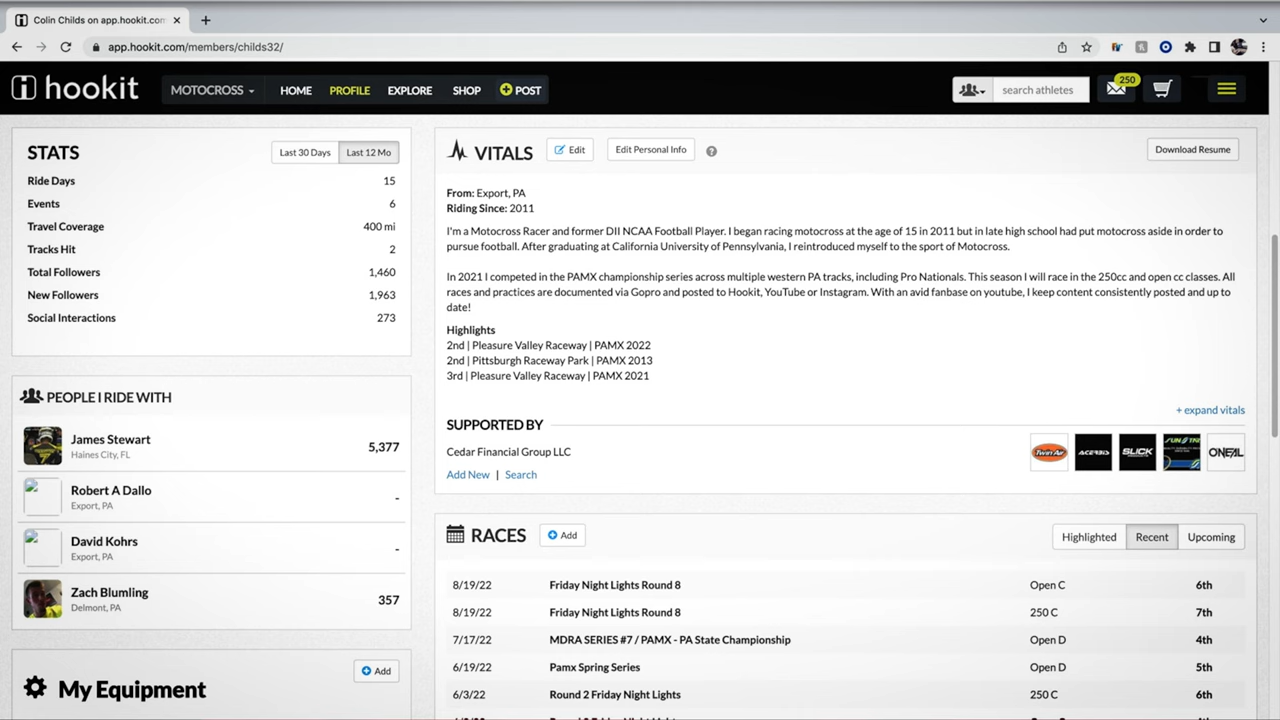 Colin Childs on app.hookit.com
app.hookit.com/members/childs32/
hookit
MOTOCROSS
HOME
PROFILE
EXPLORE
SHOP
POST
search athletes
250
STATS
Last 30 Days
Last 12 Mo
Ride Days 15
Events 6
Travel Coverage 400 mi
Tracks Hit 2
Total Followers 1,460
New Followers 1,963
Social Interactions 273
PEOPLE I RIDE WITH
James Stewart
Haines City, FL
5,377
Robert A Dallo
Export, PA
-
David Kohrs
Export, PA
-
Zach Blumling
Delmont, PA
357
My Equipment
Add
VITALS
Edit
Edit Personal Info
?
Download Resume
From: Export, PA
Riding Since: 2011
I'm a Motocross Racer and former DII NCAA Football Player. I began racing motocross at the age of 15 in 2011 but in late high school had put motocross aside in order to
pursue football. After graduating at California University of Pennsylvania, I reintroduced myself to the sport of Motocross.
In 2021 I competed in the PAMX championship series across multiple western PA tracks, including Pro Nationals. This season I will race in the 250cc and open cc classes. All
races and practices are documented via Gopro and posted to Hookit, YouTube or Instagram. With an avid fanbase on youtube, I keep content consistently posted and up to
date!
Highlights
2nd | Pleasure Valley Raceway | PAMX 2022
2nd | Pittsburgh Raceway Park | PAMX 2013
3rd | Pleasure Valley Raceway | PAMX 2021
+ expand vitals
SUPPORTED BY
Cedar Financial Group LLC
Add New | Search
Twin Air
ACERBIS
SLICK
ONEAL
RACES
Add
Highlighted
Recent
Upcoming
8/19/22 Friday Night Lights Round 8 Open C 6th
8/19/22 Friday Night Lights Round 8 250 C 7th
7/17/22 MDRA SERIES #7 / PAMX - PA State Championship Open D 4th
6/19/22 Pamx Spring Series Open D 5th
6/3/22 Round 2 Friday Night Lights 250 C 6th